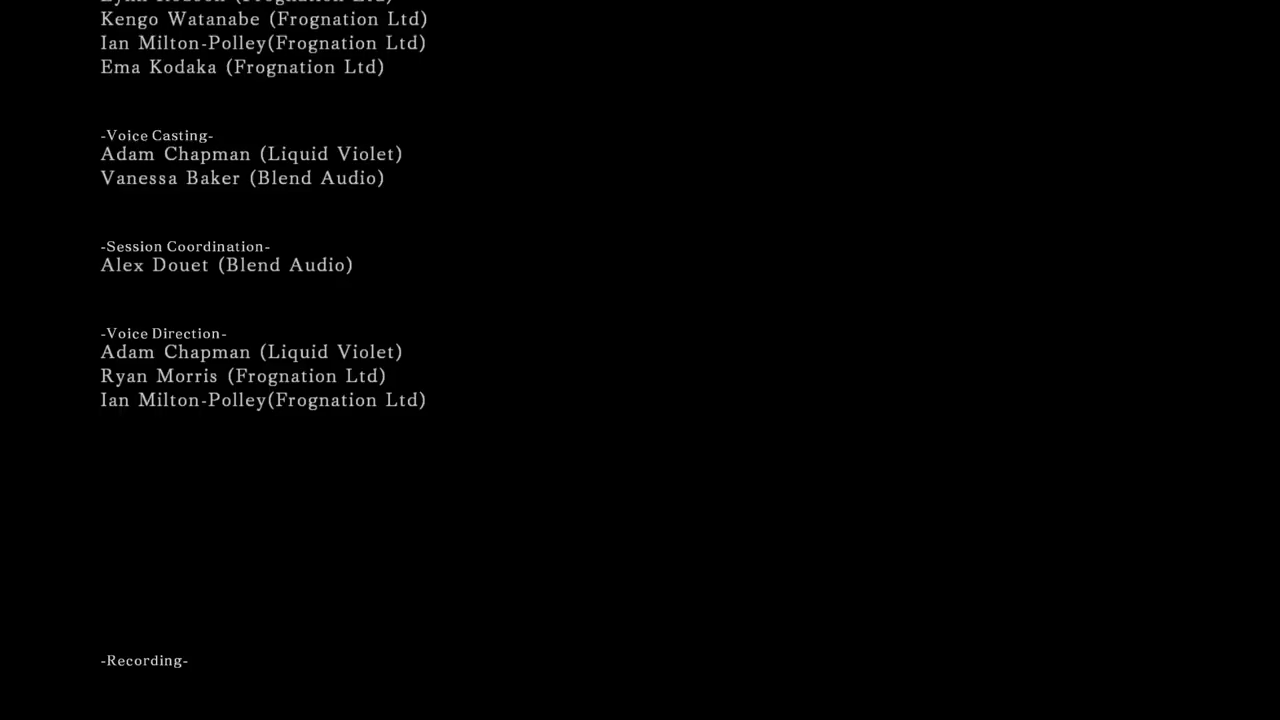 (Frognation Ltd)
Kengo Watanabe (Frognation Ltd)
Ian Milton-Polley(Frognation Ltd)
Ema Kodaka (Frognation Ltd)
-Voice Casting-
Adam Chapman (Liquid Violet)
Vanessa Baker (Blend Audio)
-Session Coordination-
Alex Douet (Blend Audio)
-Voice Direction-
Adam Chapman (Liquid Violet)
Ryan Morris (Frognation Ltd)
Ian Milton-Polley(Frognation Ltd)
-Recording-